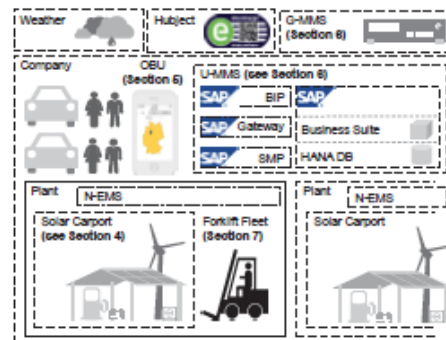 Weather
Hubject
G-MMS
(Section 6)
Company
OBU
(Section 5)
U-MMS (see Section 6)
SAP BIP
SAP
SAP Gateway
Business Suite
SAP SMP
HANA DB
Plant
N-EMS
Solar Carport
(see Section 4)
Forklift Fleet
(Section 7)
Plant
N-EMS
Solar Carport